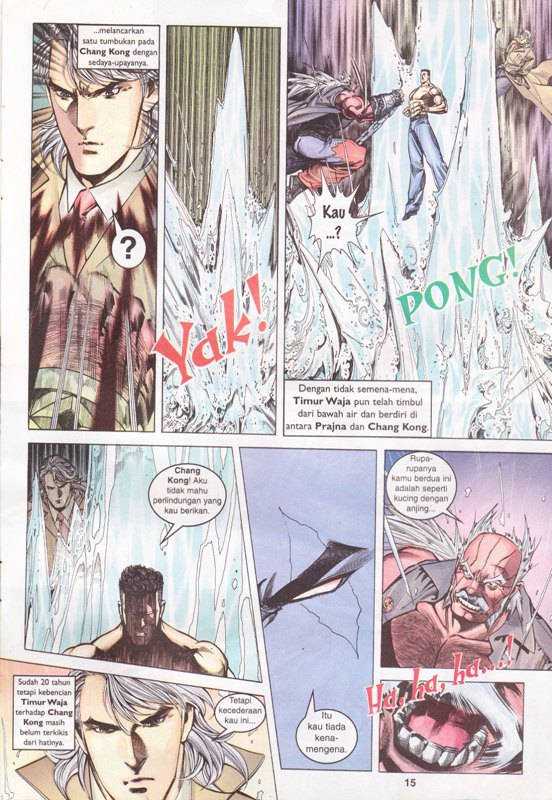 ...melancarkan
satu tumbukan pada
Chang Kong dengan
sedaya-upayanya.
?
Yak!
Kau
...?
PONG!
Dengan tidak semena-mena,
Timur Waja pun telah timbul
dari bawah air dan berdiri di
antara Prajna dan Chang Kong.
Chang
Kong! Aku
tidak mahu
perlindungan yang
kau berikan.
Rupa-
rupanya
kamu berdua ini
adalah seperti
kucing dengan
anjing...
Sudah 20 tahun
tetapi kebencian
Timur Waja
terhadap Chang
Kong masih
belum terkikis
dari hatinya.
Tetapi
kecederaan
kau ini...
Itu
kau tiada
kena-
mengena.
Ha, ha, ha....!
15